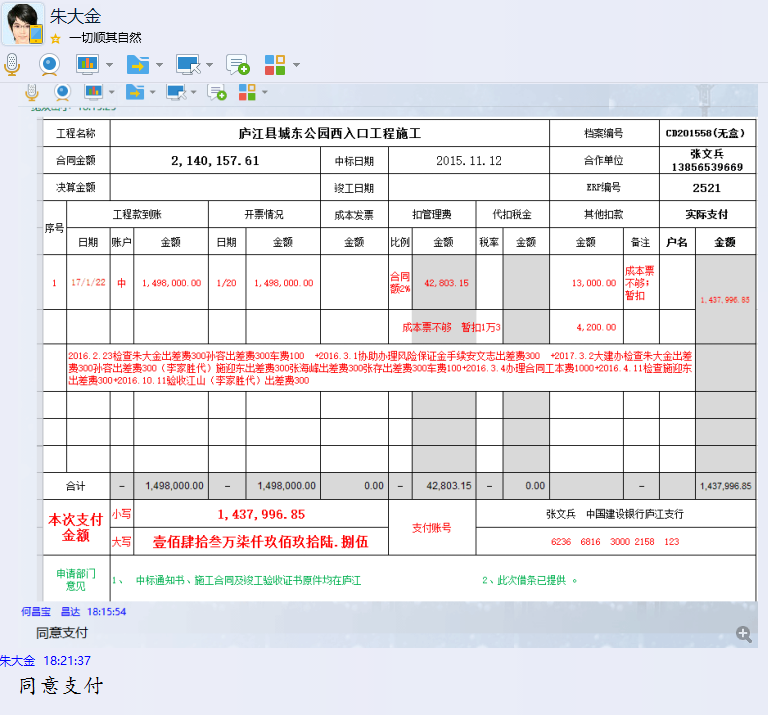 朱大金
一切顺其自然
18:15:25
工程名称 庐江县城东公园西入口工程施工 档案编号 CD201558(无盒)
合同金额 2,140,157.61 中标日期 2015.11.12 合作单位 张文兵 13856539669
决算金额 竣工日期 ERP编号 2521
序号 工程款到账 开票情况 成本发票 扣管理费 代扣税金 其他扣款 实际支付
日期 账户 金额 日期 金额 金额 比例 金额 税率 金额 金额 备注 户名 金额
1 17/1/22 中 1,498,000.00 1/20 1,498,000.00 合同额2% 42,803.15 13,000.00 成本票不够；暂扣 1,437,996.85
成本票不够 暂扣1万3 4,200.00
2016.2.23检查朱大金出差费300孙容出差费300车费100 +2016.3.1协助办理风险保证金手续安文志出差费300 +2017.3.2大建办检查朱大金出差
费300孙容出差费300（李家胜代）施迎东出差费300张海峰出差费300张存出差费300车费100+2016.3.4办理合同工本费1000+2016.4.11检查施迎东
出差费300+2016.10.11验收江山（李家胜代）出差费300
合计 - 1,498,000.00 - 1,498,000.00 0.00 - 42,803.15 - 0.00 - 1,437,996.85
本次支付金额 小写 1,437,996.85 支付账号 张文兵 中国建设银行庐江支行
大写 壹佰肆拾叁万柒仟玖佰玖拾陆.捌伍 6236 6816 3000 2158 123
申请部门意见 1、 中标通知书、施工合同及竣工验收证书原件均在庐江 2、此次借条已提供 。
何昌宝 昌达 18:15:54
同意支付
朱大金 18:21:37
同意支付